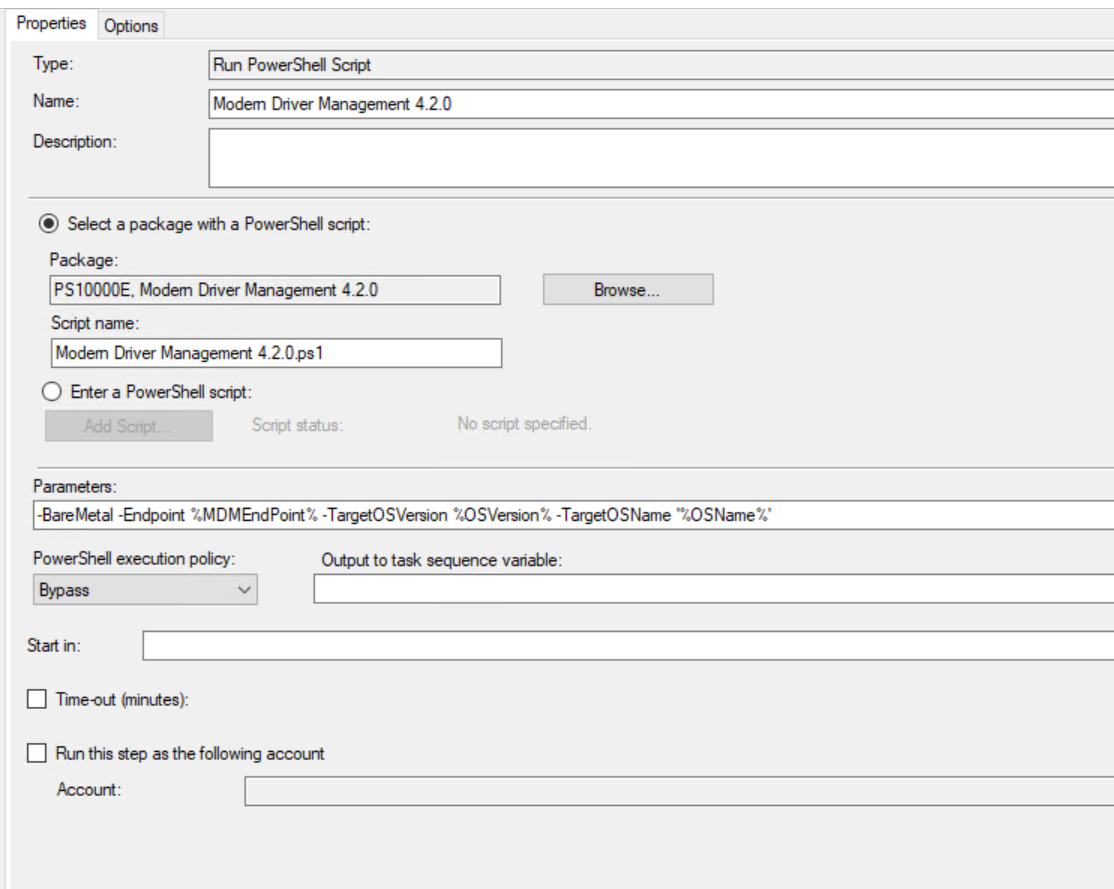 Properties
Options
Type:
Run PowerShell Script
Name:
Modern Driver Management 4.2.0
Description:
Select a package with a PowerShell script:
Package:
PS10000E, Modern Driver Management 4.2.0
Browse...
Script name:
Modern Driver Management 4.2.0.ps1
Enter a PowerShell script:
Add Script...
Script status:
No script specified.
Parameters:
-BareMetal -Endpoint %MDMEndPoint% -TargetOSVersion %OSVersion% -TargetOSName '%OSName%'
PowerShell execution policy:
Output to task sequence variable:
Bypass
Start in:
Time-out (minutes):
Run this step as the following account
Account: